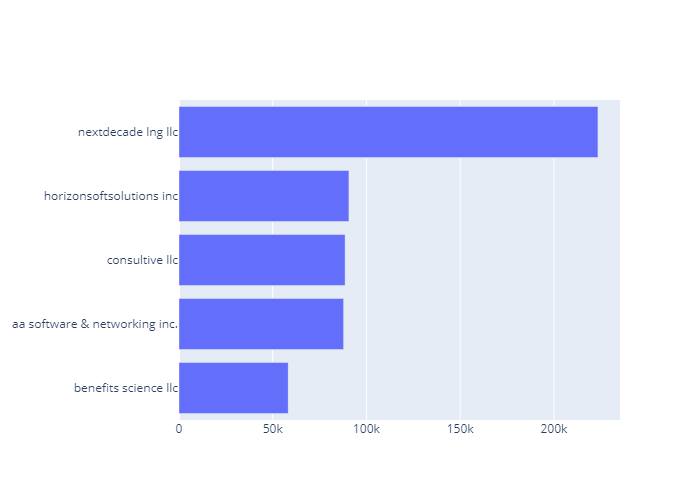 nextdecade lng llc
horizonsoftsolutions inc
consultive llc
aa software & networking inc.
benefits science llc
0 50k 100k 150k 200k